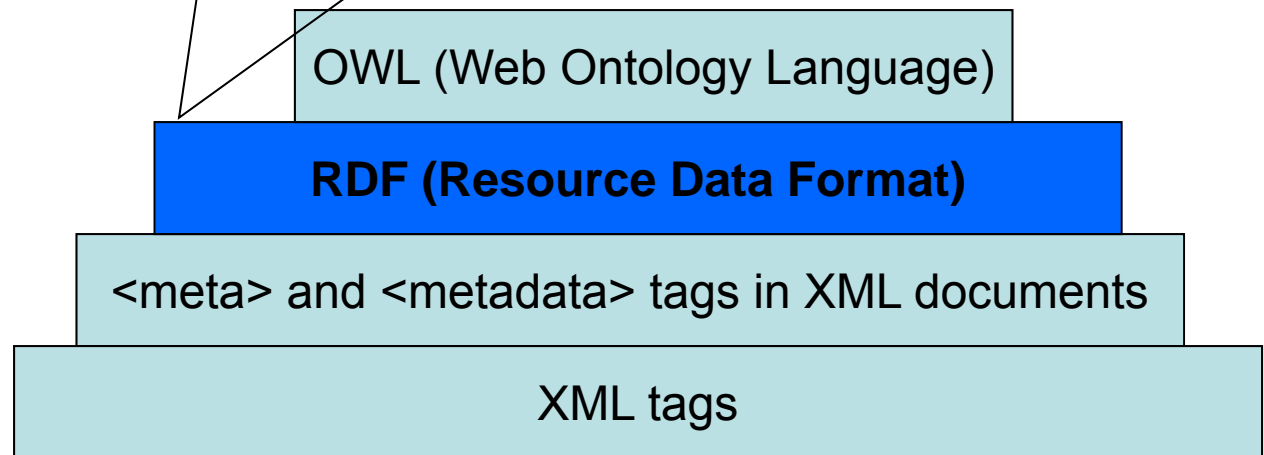 OWL (Web Ontology Language)
RDF (Resource Data Format)
<meta> and <metadata> tags in XML documents
XML tags